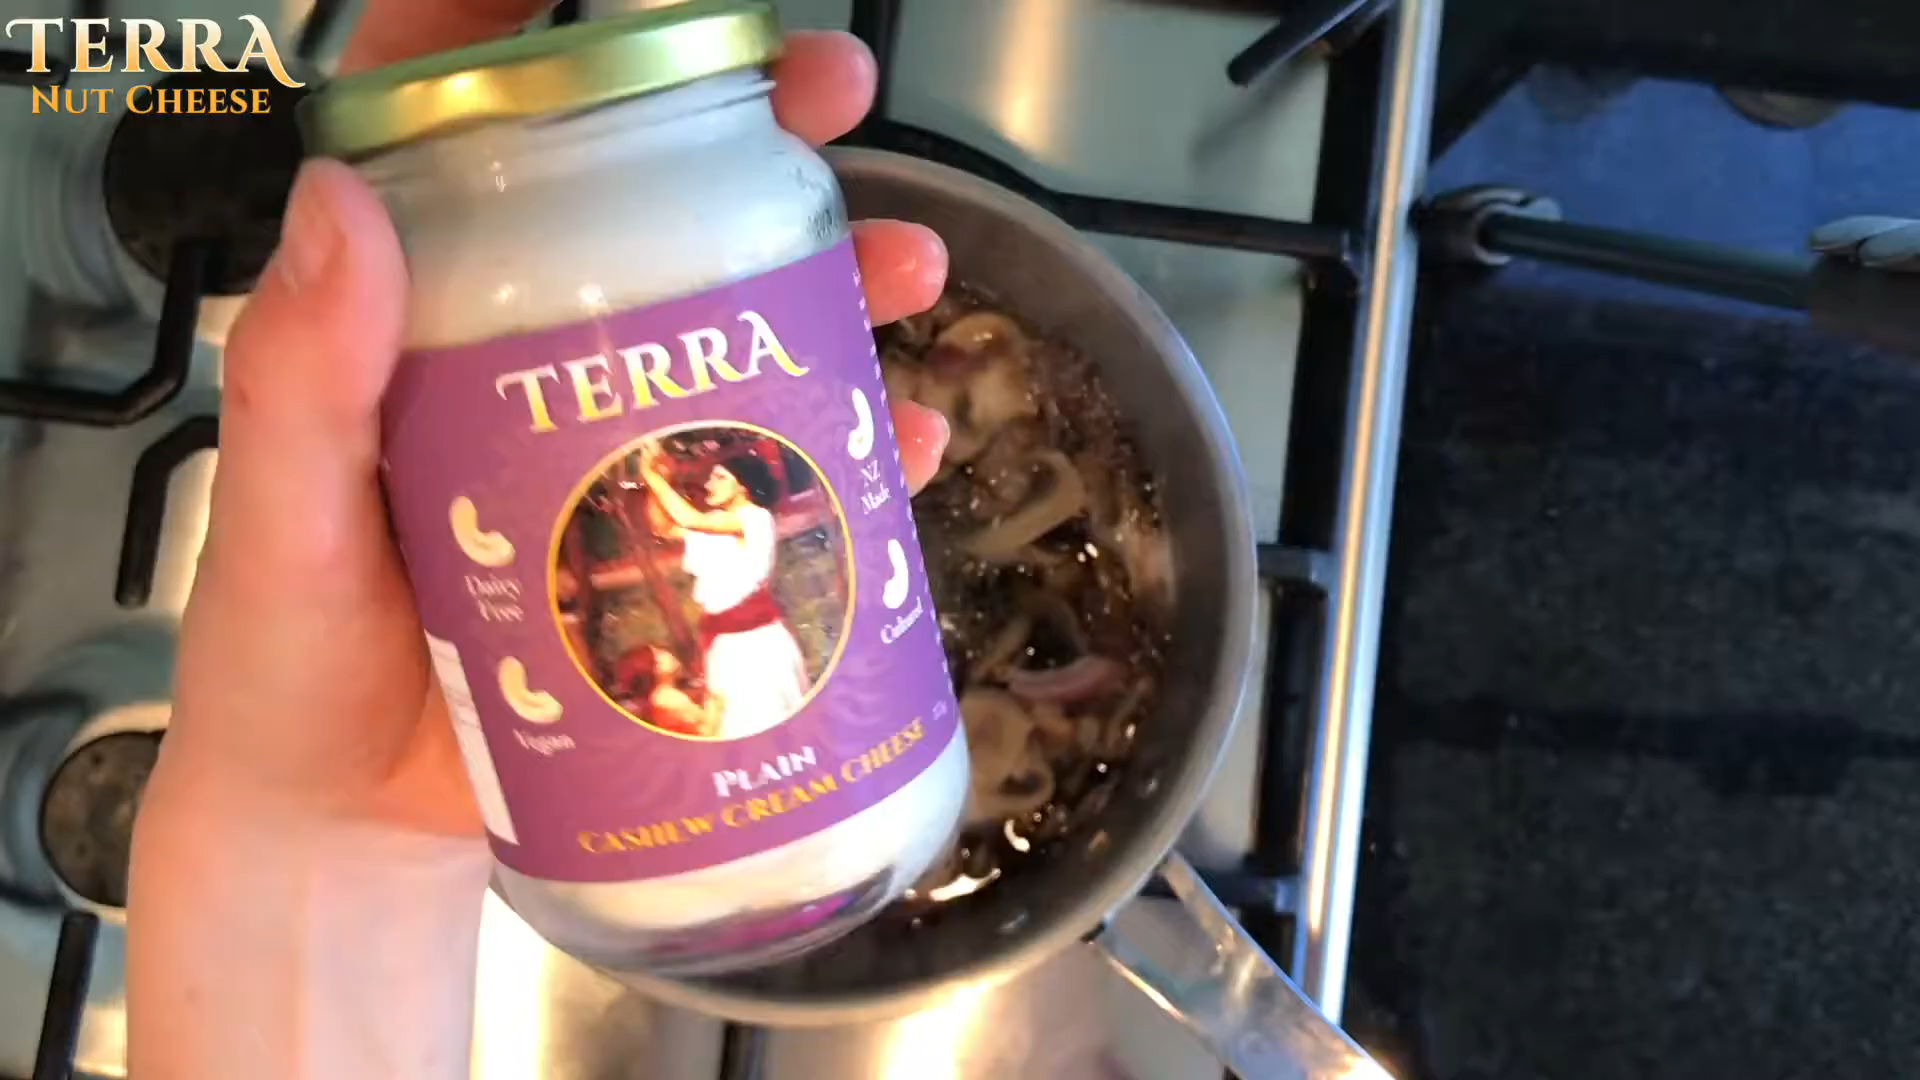 TERRA
NUT CHEESE
TERRA
NZ
Made
Dairy
Free
Cultured
Vegan
PLAIN
CASHEW CREAM CHEESE